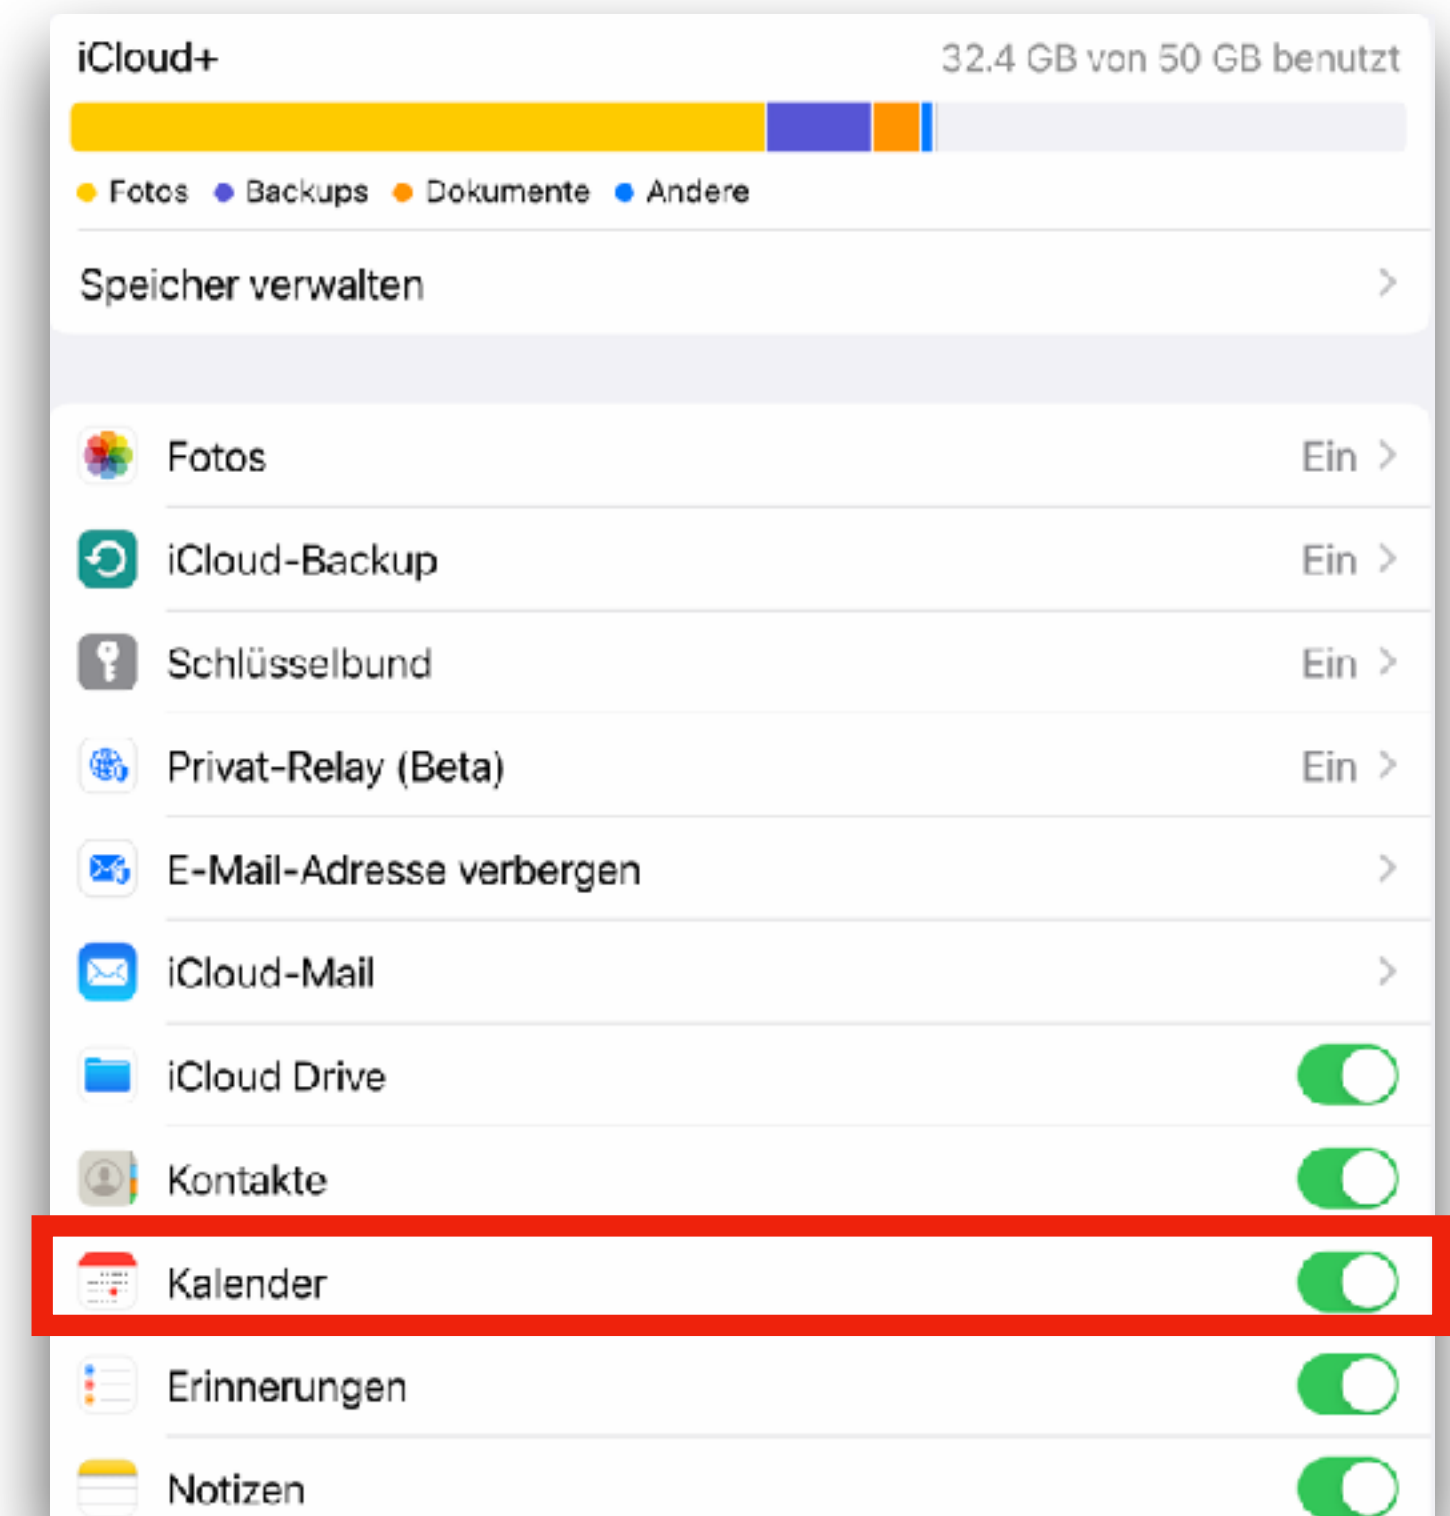 iCloud+ 32.4 GB von 50 GB benutzt
Fotos Backups Dokumente Andere
Speicher verwalten
Fotos Ein
iCloud-Backup Ein
Schlüsselbund Ein
Privat-Relay (Beta) Ein
E-Mail-Adresse verbergen
iCloud-Mail
iCloud Drive
Kontakte
Kalender
Erinnerungen
Notizen